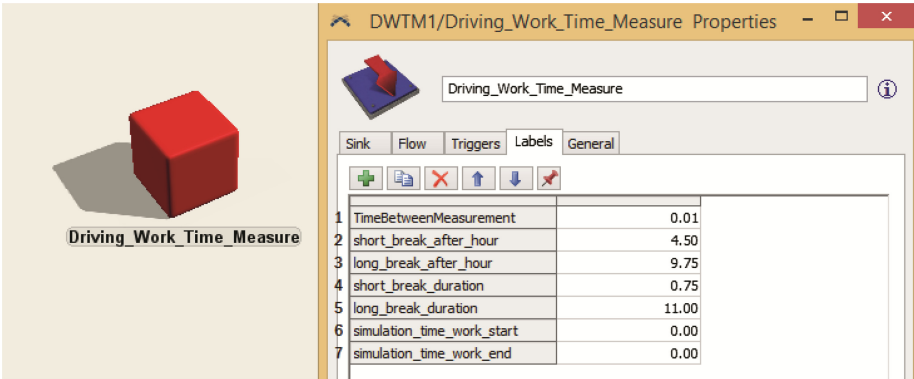 DWTM1/Driving_Work_Time_Measure Properties
Driving_Work_Time_Measure
Sink Flow Triggers Labels General
1 TimeBetweenMeasurement 0.01
2 short_break_after_hour 4.50
3 long_break_after_hour 9.75
4 short_break_duration 0.75
5 long_break_duration 11.00
6 simulation_time_work_start 0.00
7 simulation_time_work_end 0.00
Driving_Work_Time_Measure